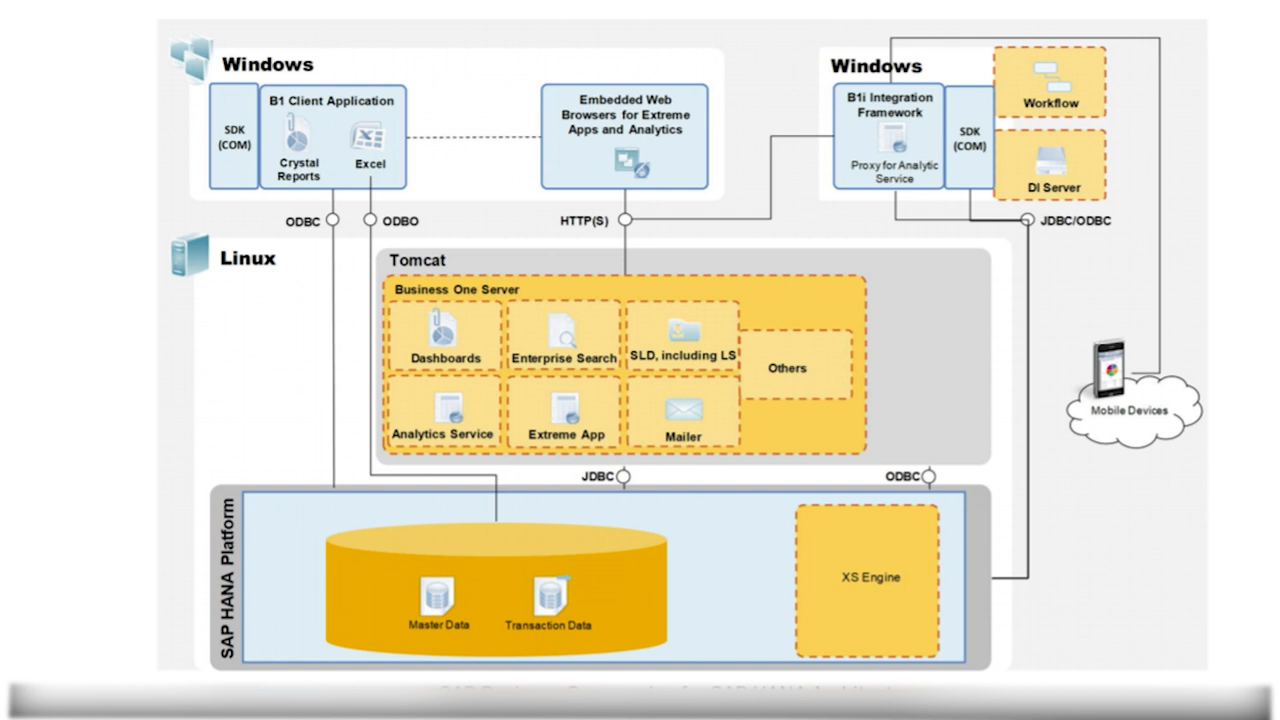 Windows
SDK
(COM)
B1 Client Application
Crystal
Reports
Excel
Embedded Web
Browsers for Extreme
Apps and Analytics
Windows
B1i Integration
Framework
Proxy for Analytic
Service
SDK
(COM)
Workflow
DI Server
ODBC
ODBO
HTTP(S)
JDBC/ODBC
Linux
Tomcat
Business One Server
Dashboards
Enterprise Search
SLD, including LS
Others
Analytics Service
Extreme App
Mailer
Mobile Devices
JDBC
ODBC
SAP HANA Platform
Master Data
Transaction Data
XS Engine